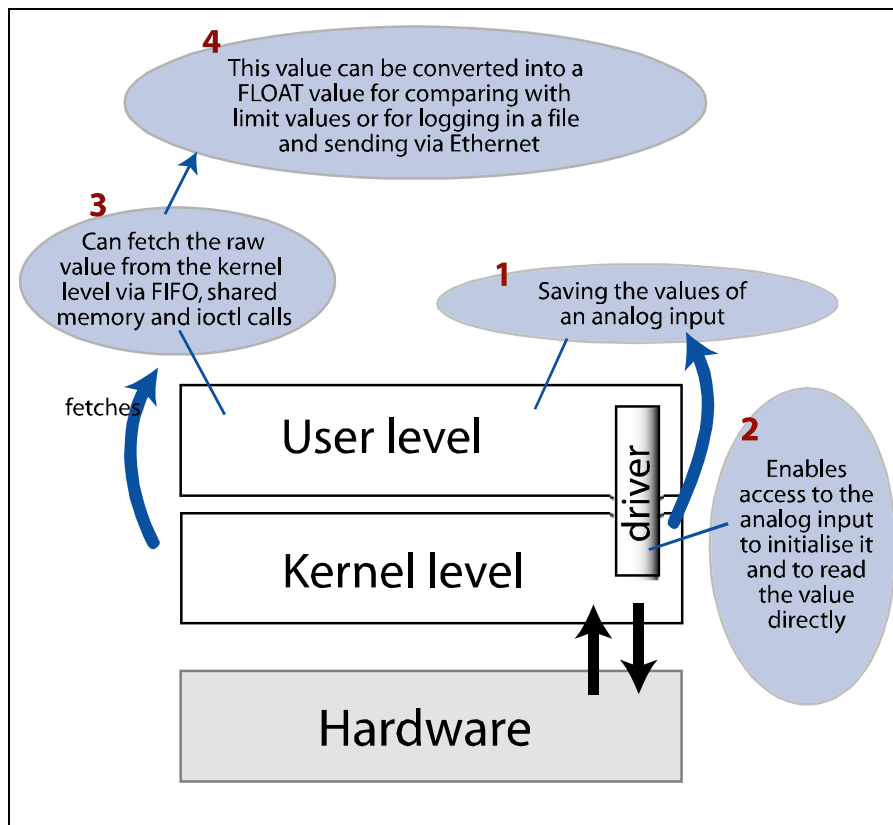 4
This value can be converted into a
FLOAT value for comparing with
limit values or for logging in a file
and sending via Ethernet
3
Can fetch the raw
value from the kernel
level via FIFO, shared
memory and ioctl calls
1
Saving the values of
an analog input
fetches
2
Enables
access to the
analog input
to initialise it
and to read
the value
directly
User level
driver
Kernel level
Hardware